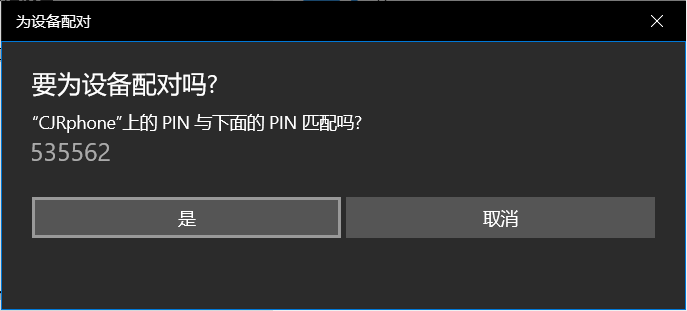 为设备配对
要为设备配对吗?
“CJRphone”上的 PIN 与下面的 PIN 匹配吗?
535562
是
取消